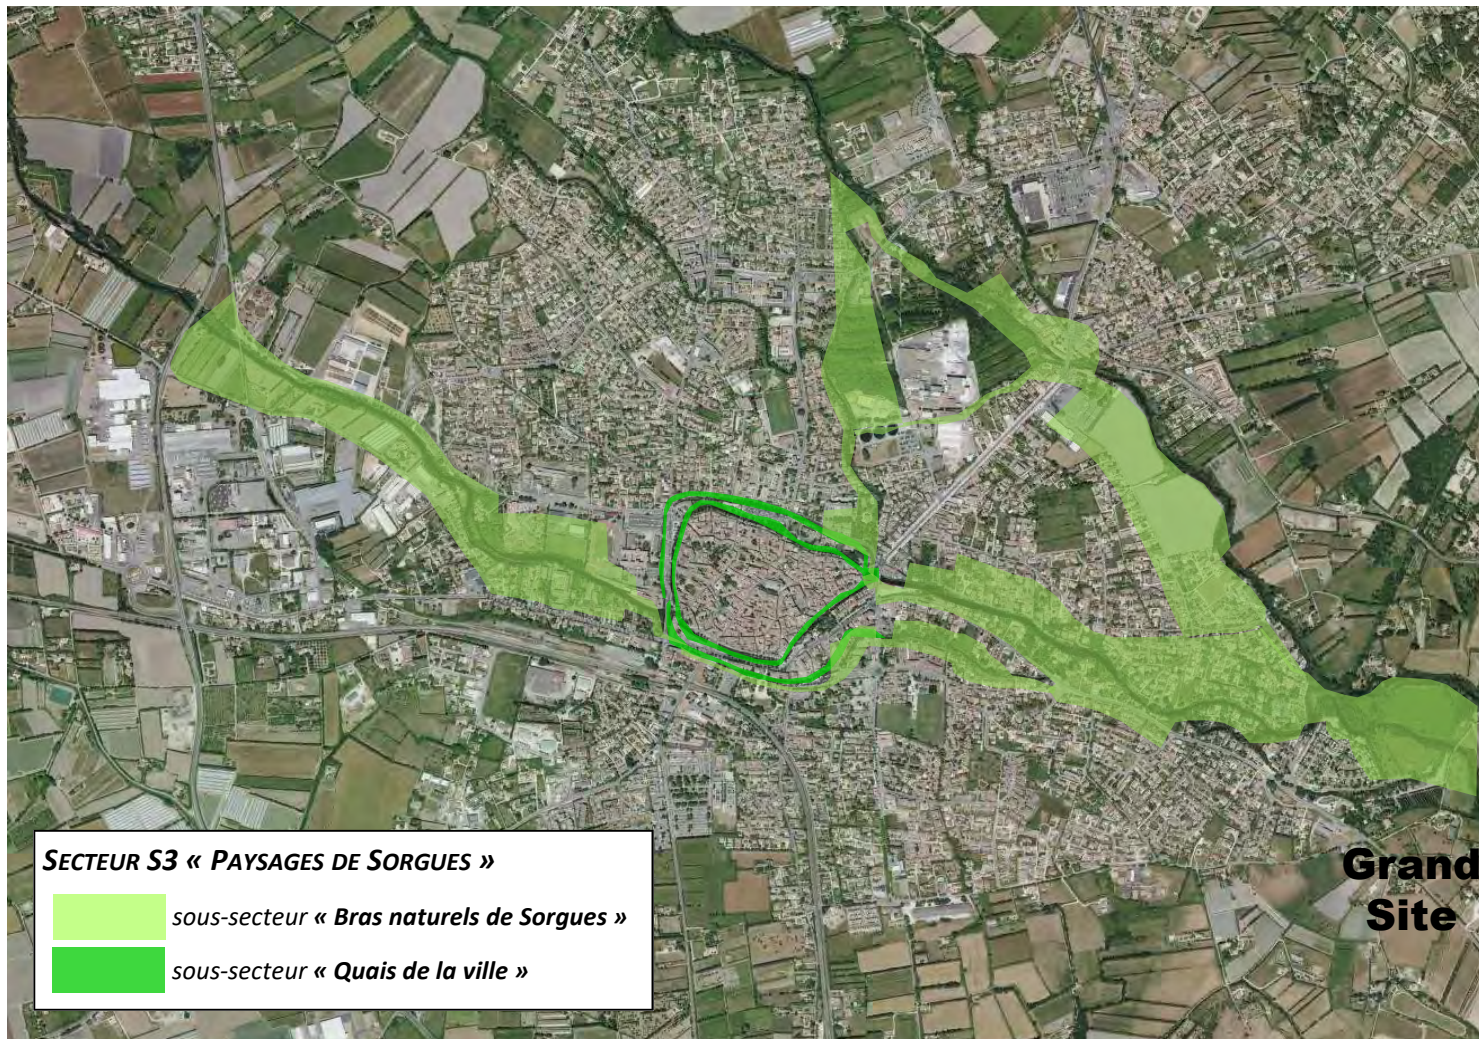 SECTEUR S3 « PAYSAGES DE SORGUES »
sous-secteur « Bras naturels de Sorgues »
sous-secteur « Quais de la ville »
Grand
Site